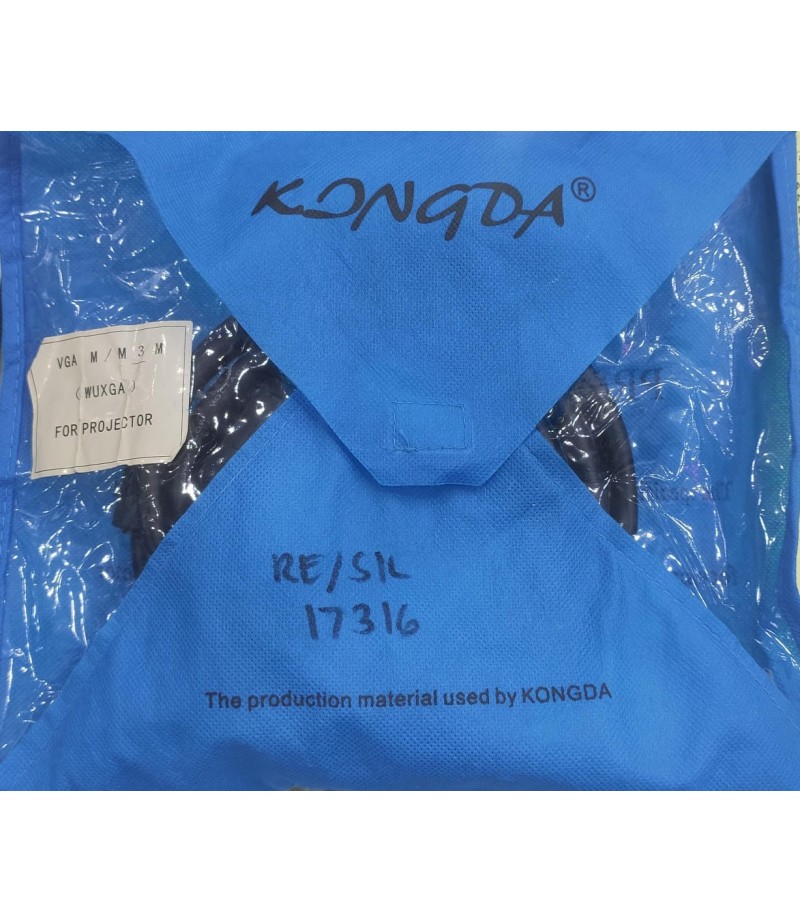 KONGDA®
VGA M/M 3 M
(WUXGA)
FOR PROJECTOR
RE/SIL
17316
The production material used by KONGDA